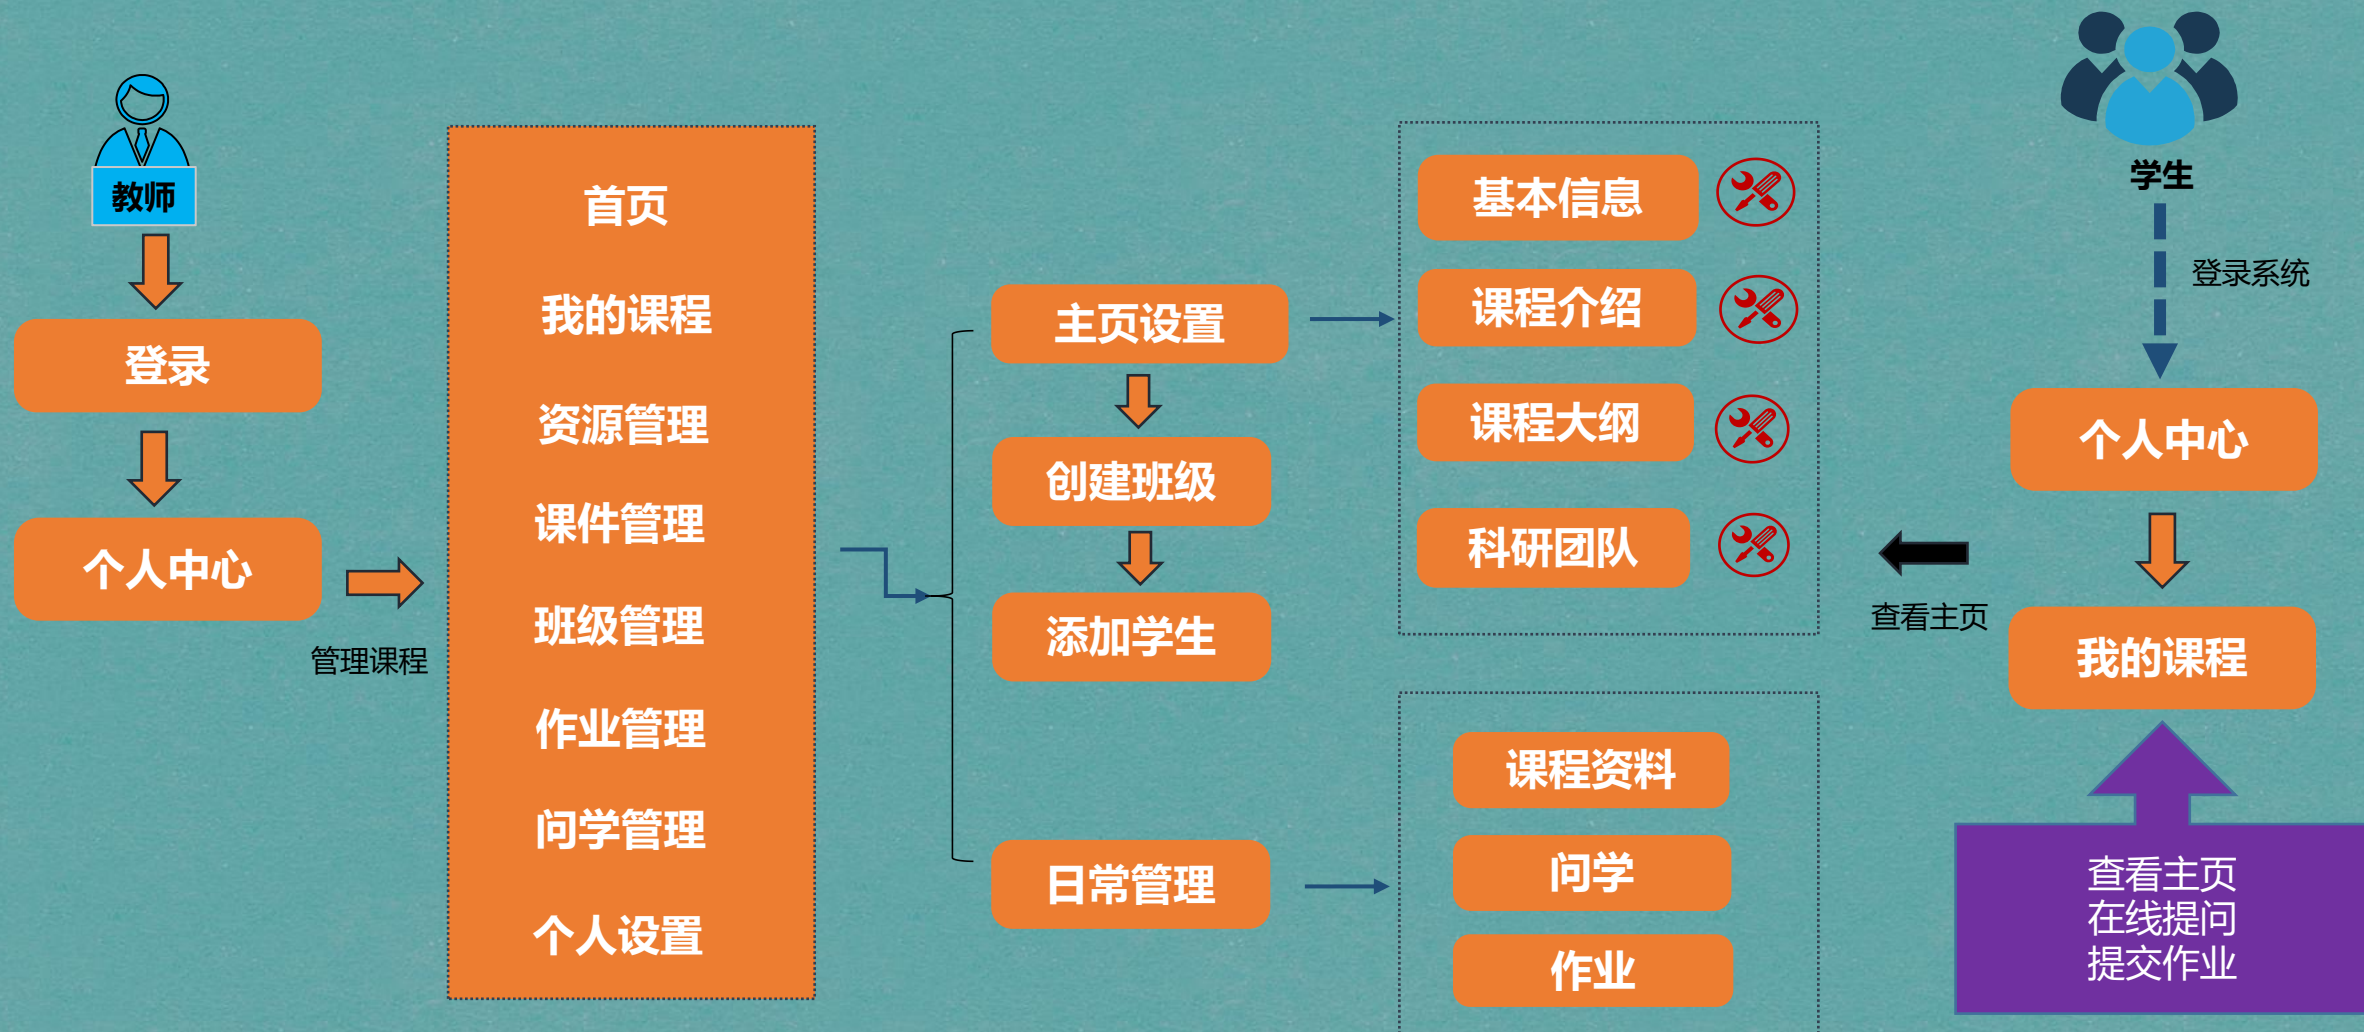 教师
登录
个人中心
管理课程
首页
我的课程
资源管理
课件管理
班级管理
作业管理
问学管理
个人设置
主页设置
创建班级
添加学生
日常管理
基本信息
课程介绍
课程大纲
科研团队
课程资料
问学
作业
学生
登录系统
个人中心
查看主页
我的课程
查看主页
在线提问
提交作业